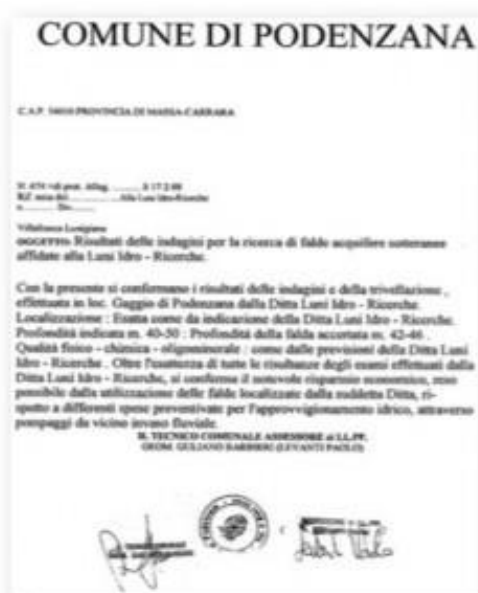 COMUNE DI PODENZANA
C.A.P. 54010 PROVINCIA DI MASSA-CARRARA
Villafranca Lunigiana
OGGETTO: Risultati delle indagini per la ricerca di falde acquifere sotterranee
affidate alla Luni Idro - Ricerche.
Con la presente si confermano i risultati delle indagini e della trivellazione ,
effettuata in loc. Gaggio di Podenzana dalla Ditta Luni Idro - Ricerche.
Localizzazione : Esatta come da indicazione della Ditta Luni Idro - Ricerche.
Profondità indicata m. 40-50 : Profondità della falda accertata m. 42-46 .
Qualità fisico - chimica - oligominerale : come dalle previsioni della Ditta Luni
Idro - Ricerche . Oltre l'esattezza di tutte le risultanze degli esami effettuati dalla
Ditta Luni Idro - Ricerche, si conferma il notevole risparmio economico, reso
possibile dalla utilizzazione delle falde localizzate dalla suddetta Ditta, ri-
spetto a differenti spese preventivate per l'approvvigionamento idrico, attraverso
pompaggi da vicino invaso fluviale.
IL TECNICO COMUNALE ASSESSORE ai LL.PP.
GEOM. GIULIANO BARBIERI (LEVANTI PAOLO)